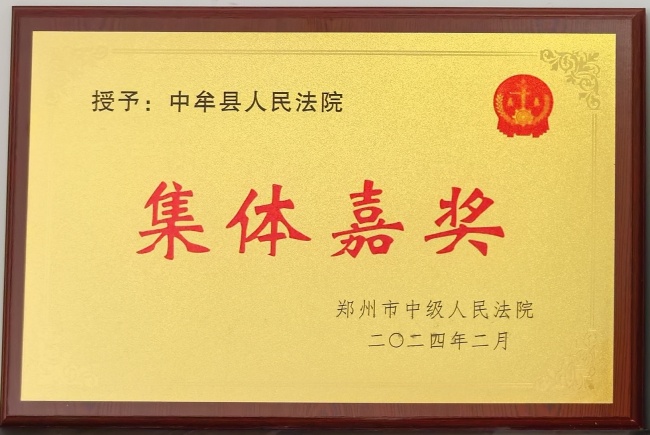 授予：中牟县人民法院
集体嘉奖
郑州市中级人民法院
二〇二四年二月